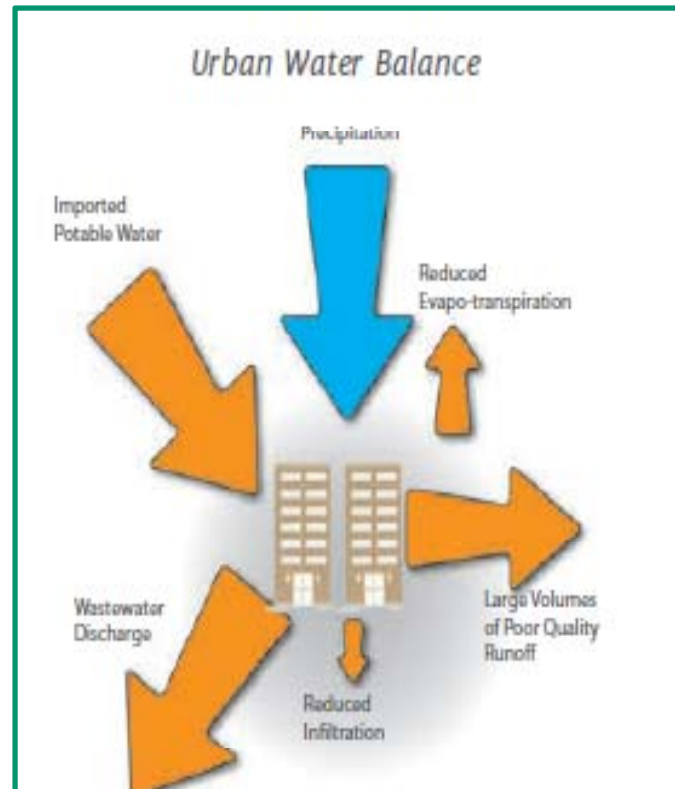 Urban Water Balance
Precipitation
Imported
Potable Water
Reduced
Evapo-transpiration
Wastewater
Discharge
Large Volumes
of Poor Quality
Runoff
Reduced
Infiltration